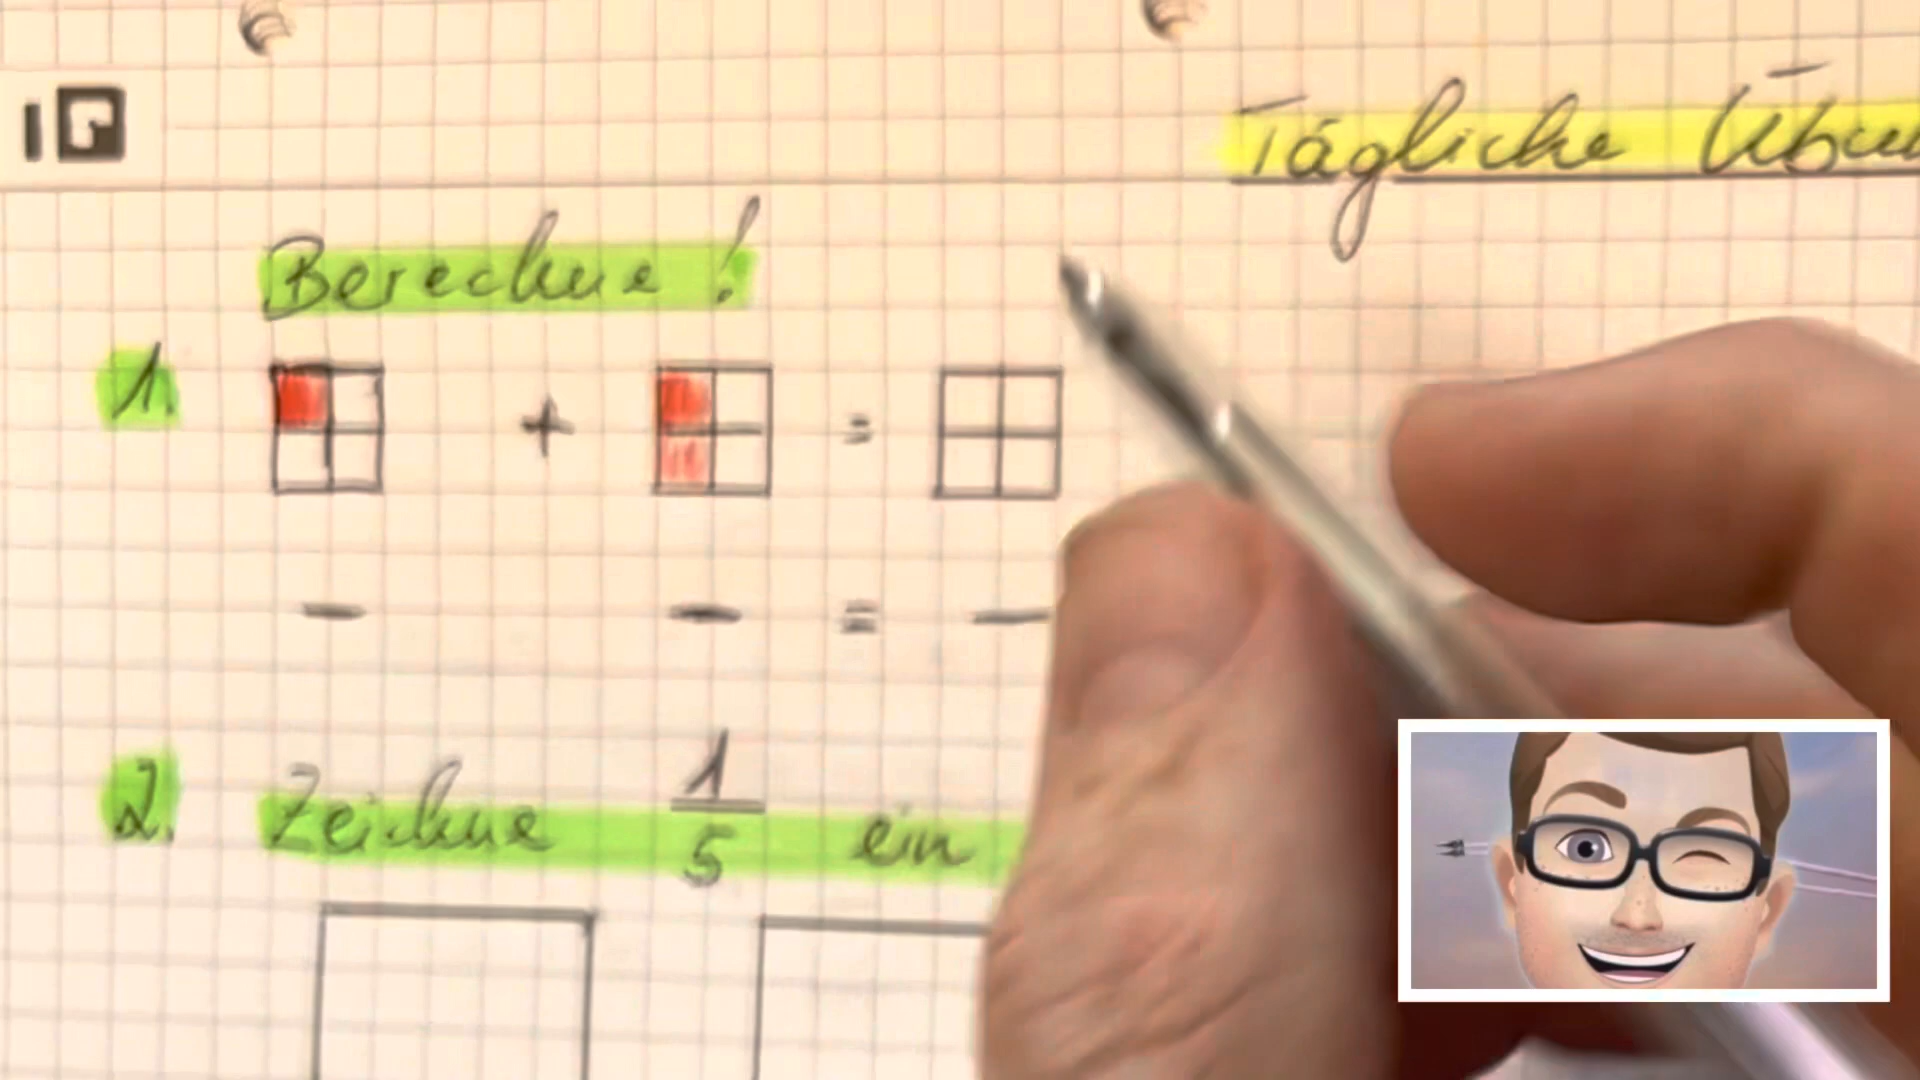 Tägliche
Berechne!
1.
+ =
=
2. Zeichne 1/5 ein